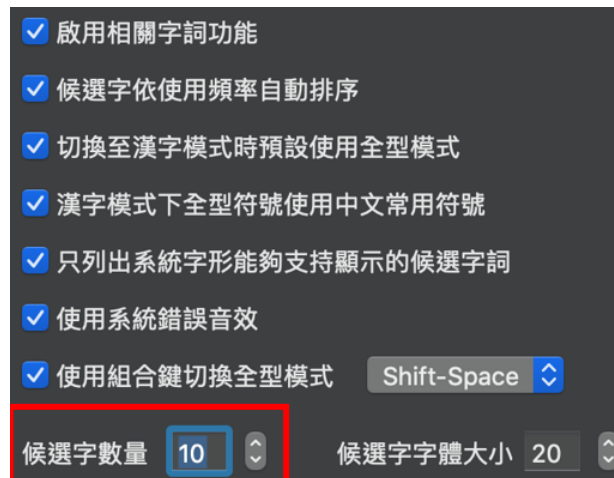 啟用相關字詞功能
候選字依使用頻率自動排序
切換至漢字模式時預設使用全型模式
漢字模式下全型符號使用中文常用符號
只列出系統字形能夠支持顯示的候選字詞
使用系統錯誤音效
使用組合鍵切換全型模式 Shift-Space
候選字數量 10 候選字字體大小 20